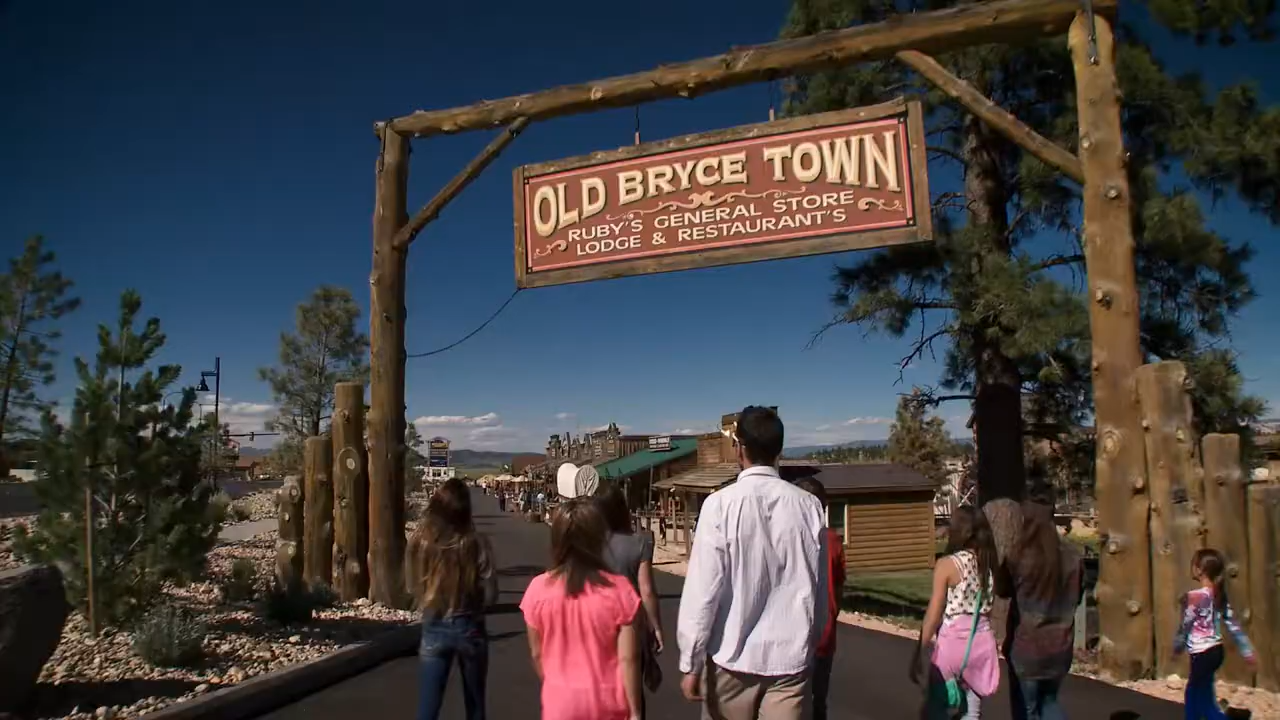 OLD BRYCE TOWN
RUBY'S GENERAL STORE
LODGE & RESTAURANT'S